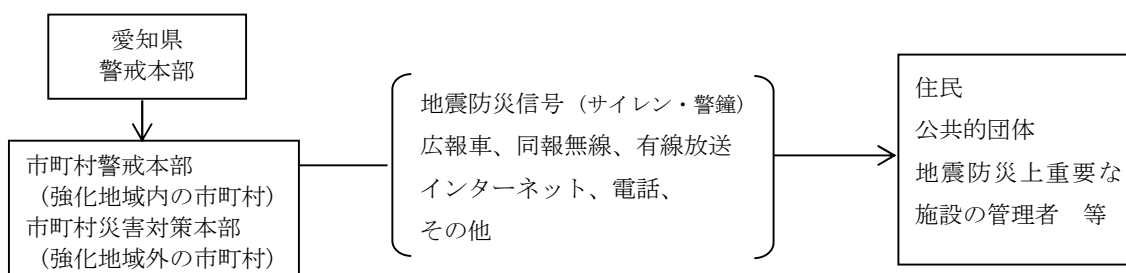 愛知県
警戒本部
市町村警戒本部
（強化地域内の市町村）
市町村災害対策本部
（強化地域外の市町村）
地震防災信号（サイレン・警鐘）
広報車、同報無線、有線放送
インターネット、電話、
その他
住民
公共的団体
地震防災上重要な
施設の管理者　等